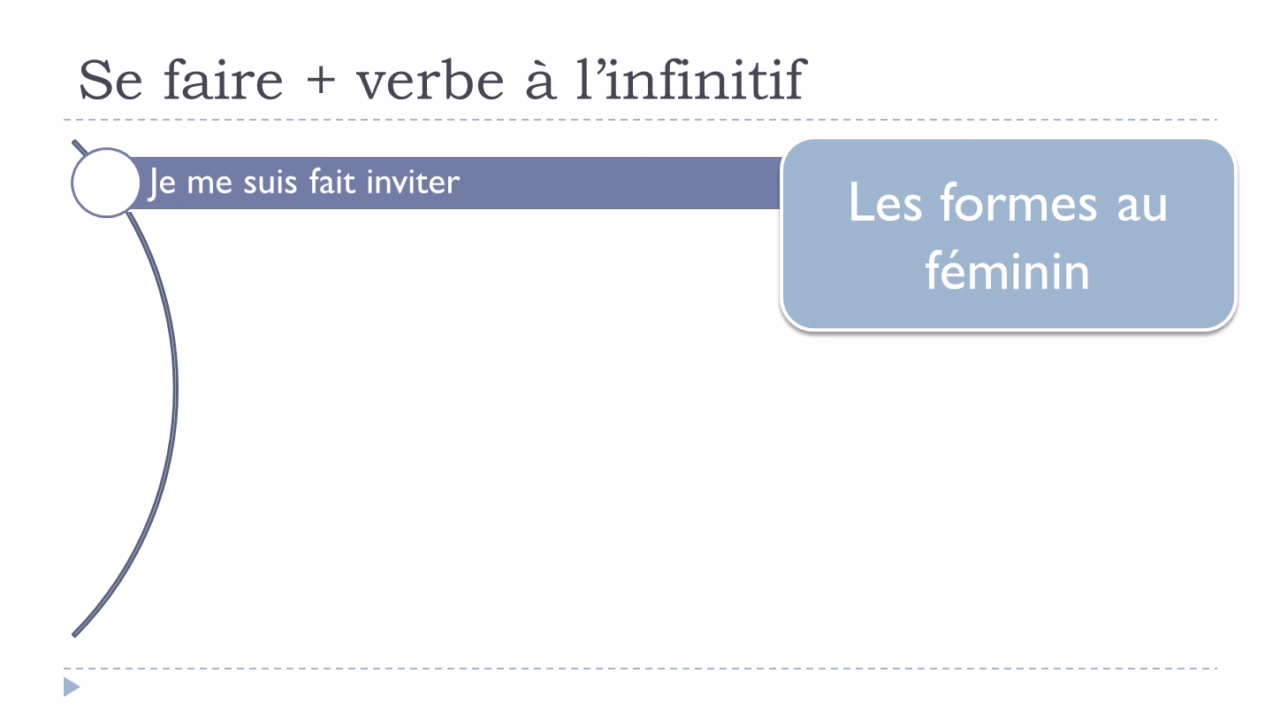 Se faire + verbe à l’infinitif
Je me suis fait inviter
Les formes au
féminin